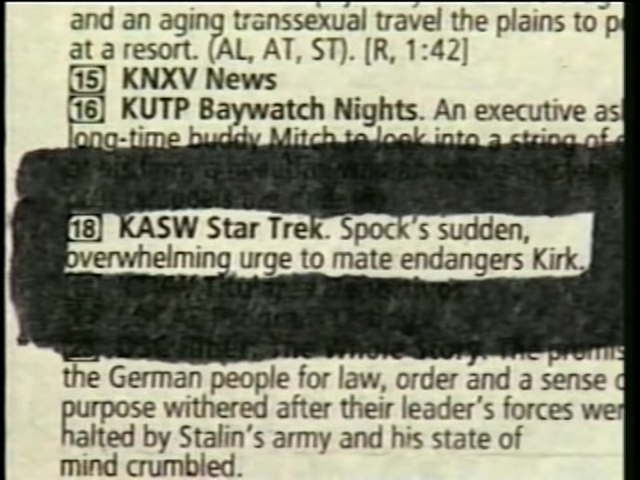 and an aging transsexual travel the plains to p
at a resort. (AL, AT, ST). [R, 1:42]
15 KNXV News
16 KUTP Baywatch Nights. An executive as
long-time buddy Mitch to look into a string of
18 KASW Star Trek. Spock's sudden,
overwhelming urge to mate endangers Kirk.
The Whole Story. The promis
the German people for law, order and a sense o
purpose withered after their leader's forces wer
halted by Stalin's army and his state of
mind crumbled.